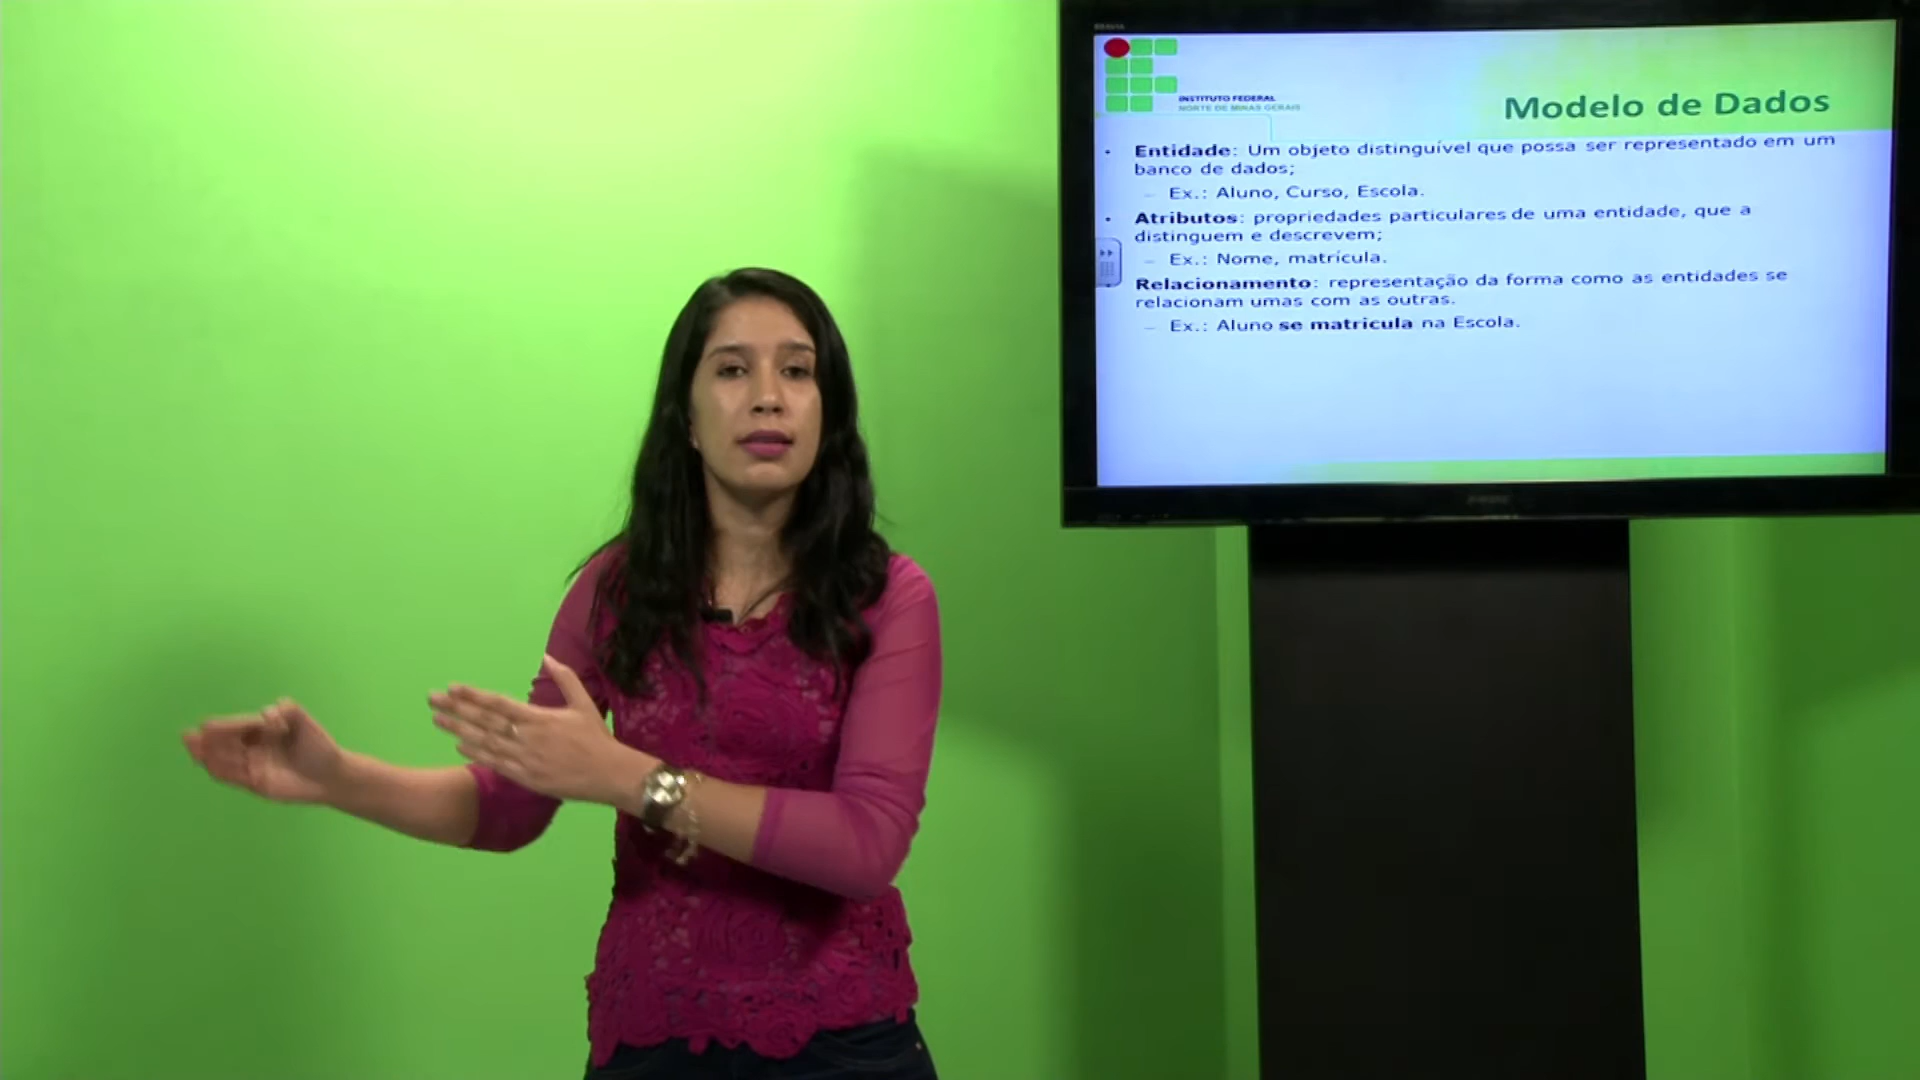 BRAVIA
INSTITUTO FEDERAL
NORTE DE MINAS GERAIS
Modelo de Dados
• Entidade: Um objeto distinguível que possa ser representado em um
banco de dados;
– Ex.: Aluno, Curso, Escola.
• Atributos: propriedades particulares de uma entidade, que a
distinguem e descrevem;
– Ex.: Nome, matrícula.
• Relacionamento: representação da forma como as entidades se
relacionam umas com as outras.
– Ex.: Aluno se matricula na Escola.